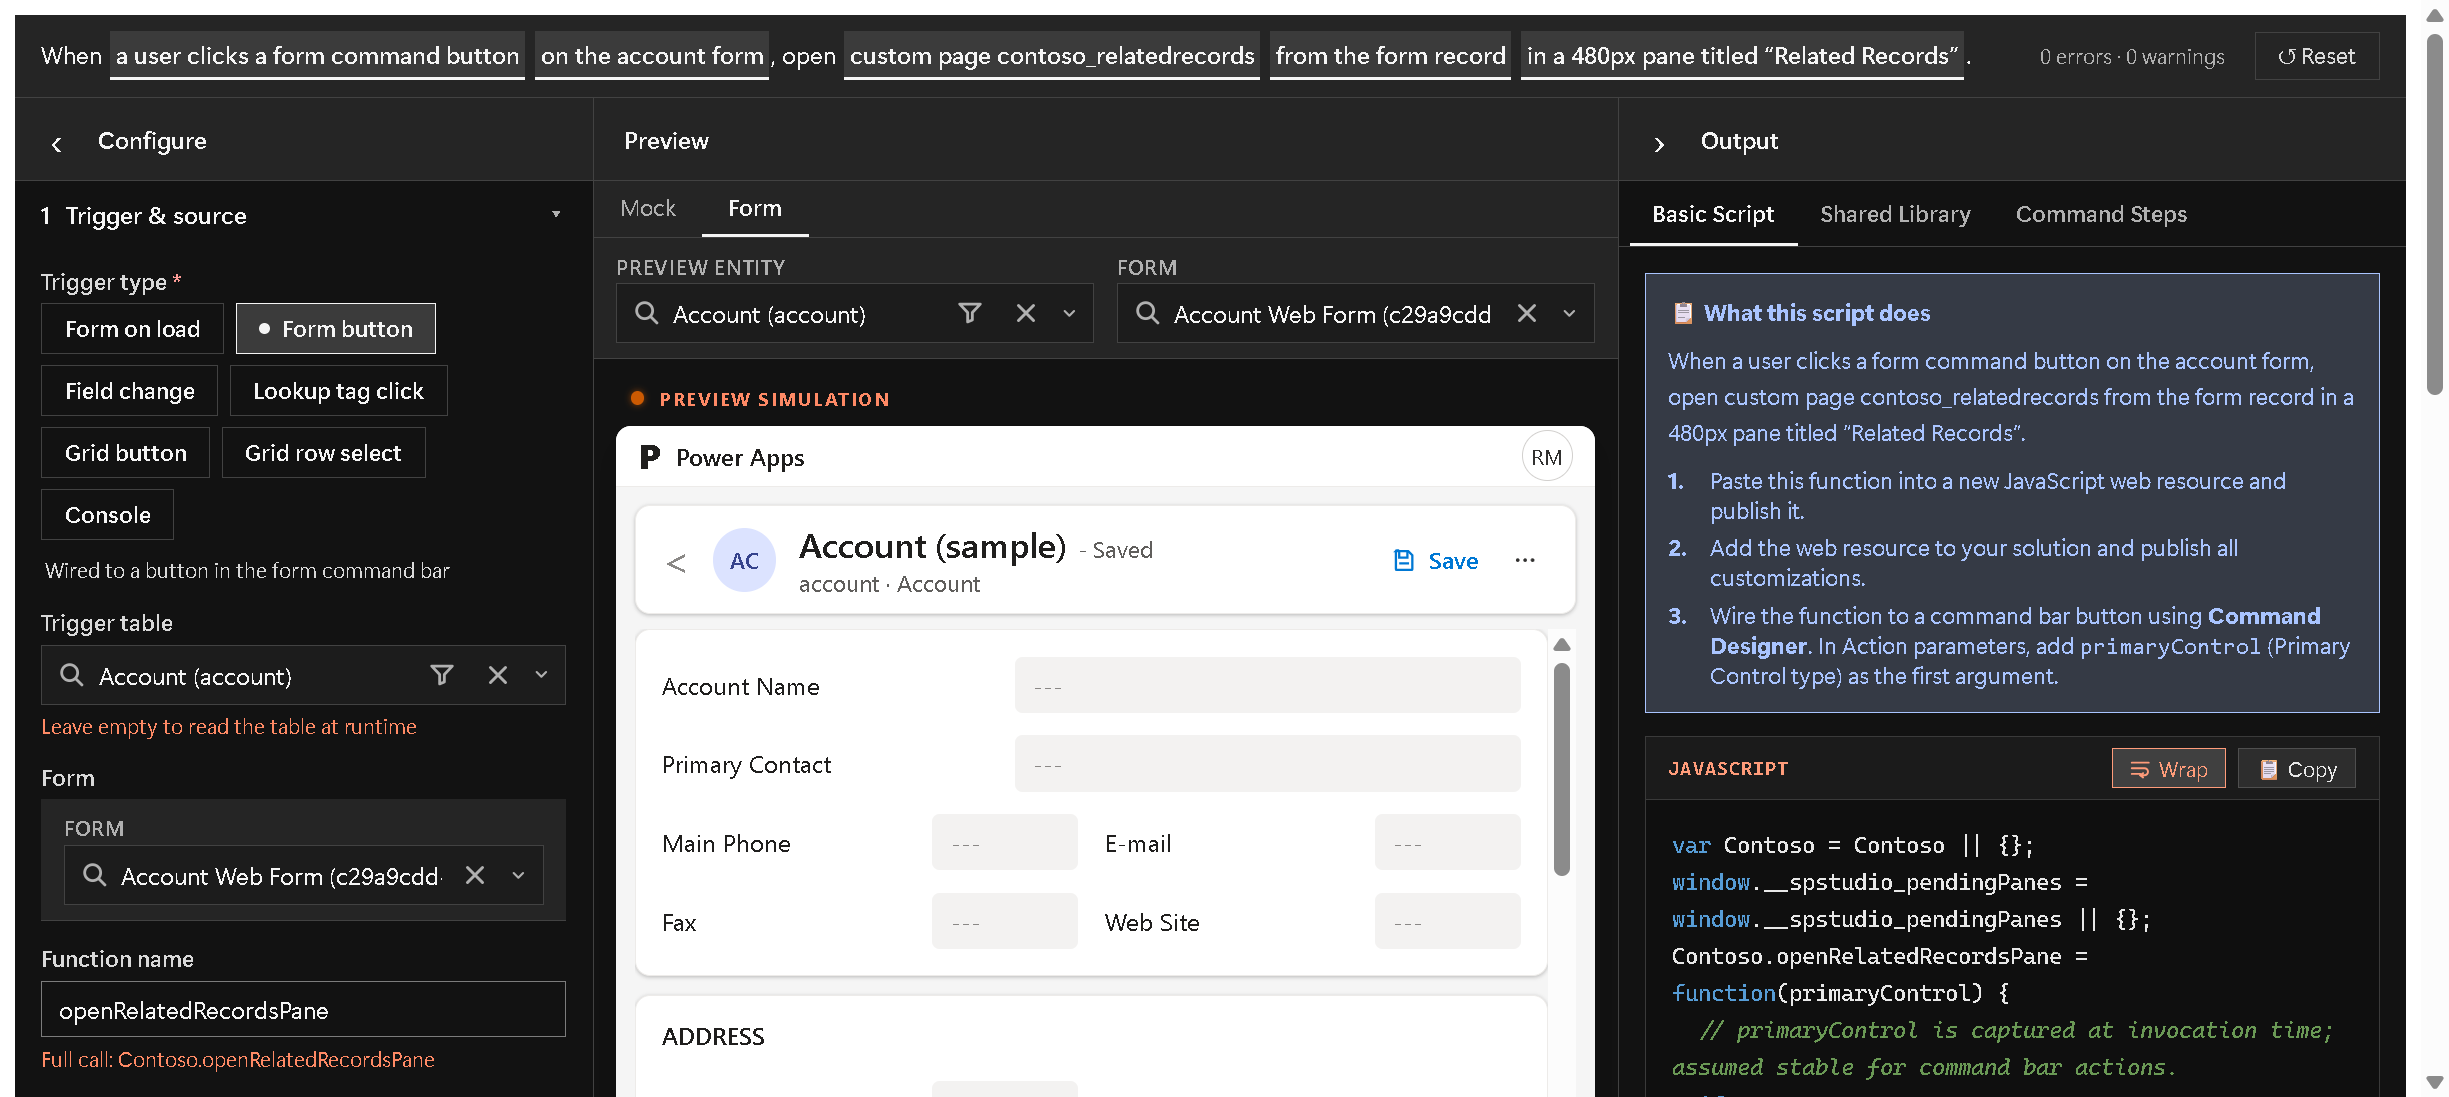 When a user clicks a form command button on the account form, open custom page contoso_relatedrecords from the form record in a 480px pane titled “Related Records”.
0 errors · 0 warnings
Reset
Configure
1 Trigger & source
Trigger type *
Form on load
Form button
Field change
Lookup tag click
Grid button
Grid row select
Console
Wired to a button in the form command bar
Trigger table
Account (account)
Leave empty to read the table at runtime
Form
FORM
Account Web Form (c29a9cdd-
Function name
openRelatedRecordsPane
Full call: Contoso.openRelatedRecordsPane
Preview
Mock
Form
PREVIEW ENTITY
Account (account)
FORM
Account Web Form (c29a9cdd
PREVIEW SIMULATION
Power Apps
RM
AC
Account (sample) - Saved
account · Account
Save
...
Account Name
---
Primary Contact
---
Main Phone
---
E-mail
---
Fax
---
Web Site
---
ADDRESS
Output
Basic Script
Shared Library
Command Steps
What this script does
When a user clicks a form command button on the account form,
open custom page contoso_relatedrecords from the form record in a
480px pane titled “Related Records”.
1. Paste this function into a new JavaScript web resource and
publish it.
2. Add the web resource to your solution and publish all
customizations.
3. Wire the function to a command bar button using Command
Designer. In Action parameters, add primaryControl (Primary
Control type) as the first argument.
JAVASCRIPT
Wrap
Copy
var Contoso = Contoso || {};
window.__spstudio_pendingPanes =
window.__spstudio_pendingPanes || {};
Contoso.openRelatedRecordsPane =
function(primaryControl) {
// primaryControl is captured at invocation time;
assumed stable for command bar actions.